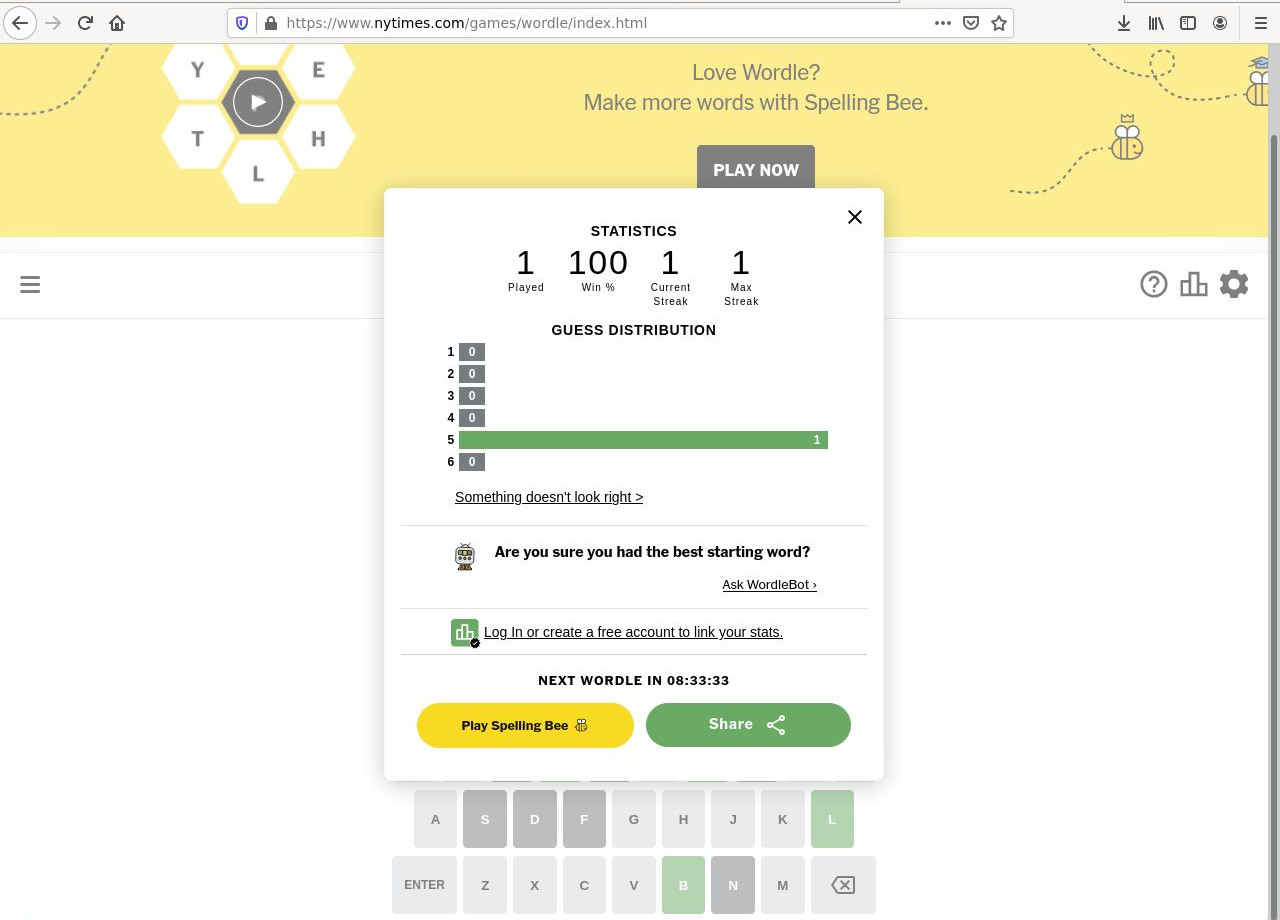 https://www.nytimes.com/games/wordle/index.html
Y E
T H
L
Love Wordle?
Make more words with Spelling Bee.
PLAY NOW
STATISTICS
1 100 1 1
Played Win % Current Streak Max Streak
GUESS DISTRIBUTION
1 0
2 0
3 0
4 0
5 1
6 0
Something doesn't look right >
Are you sure you had the best starting word?
Ask WordleBot ›
Log In or create a free account to link your stats.
NEXT WORDLE IN 08:33:33
Play Spelling Bee Share
A S D F G H J K L
ENTER Z X C V B N M